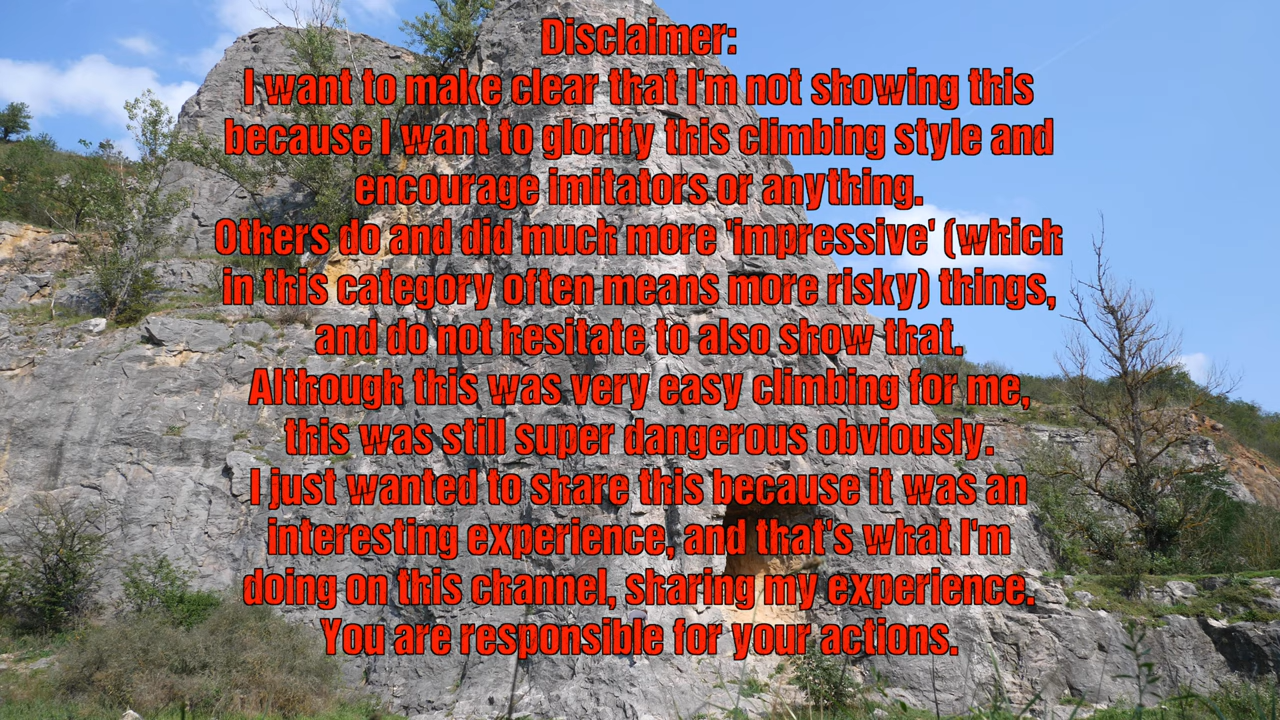 Disclaimer:
I want to make clear that I'm not showing this
because I want to glorify this climbing style and
encourage imitators or anything.
Others do and did much more 'impressive' (which
in this category often means more risky) things,
and do not hesitate to also show that.
Although this was very easy climbing for me,
this was still super dangerous obviously.
I just wanted to share this because it was an
interesting experience, and that's what I'm
doing on this channel, sharing my experience.
You are responsible for your actions.